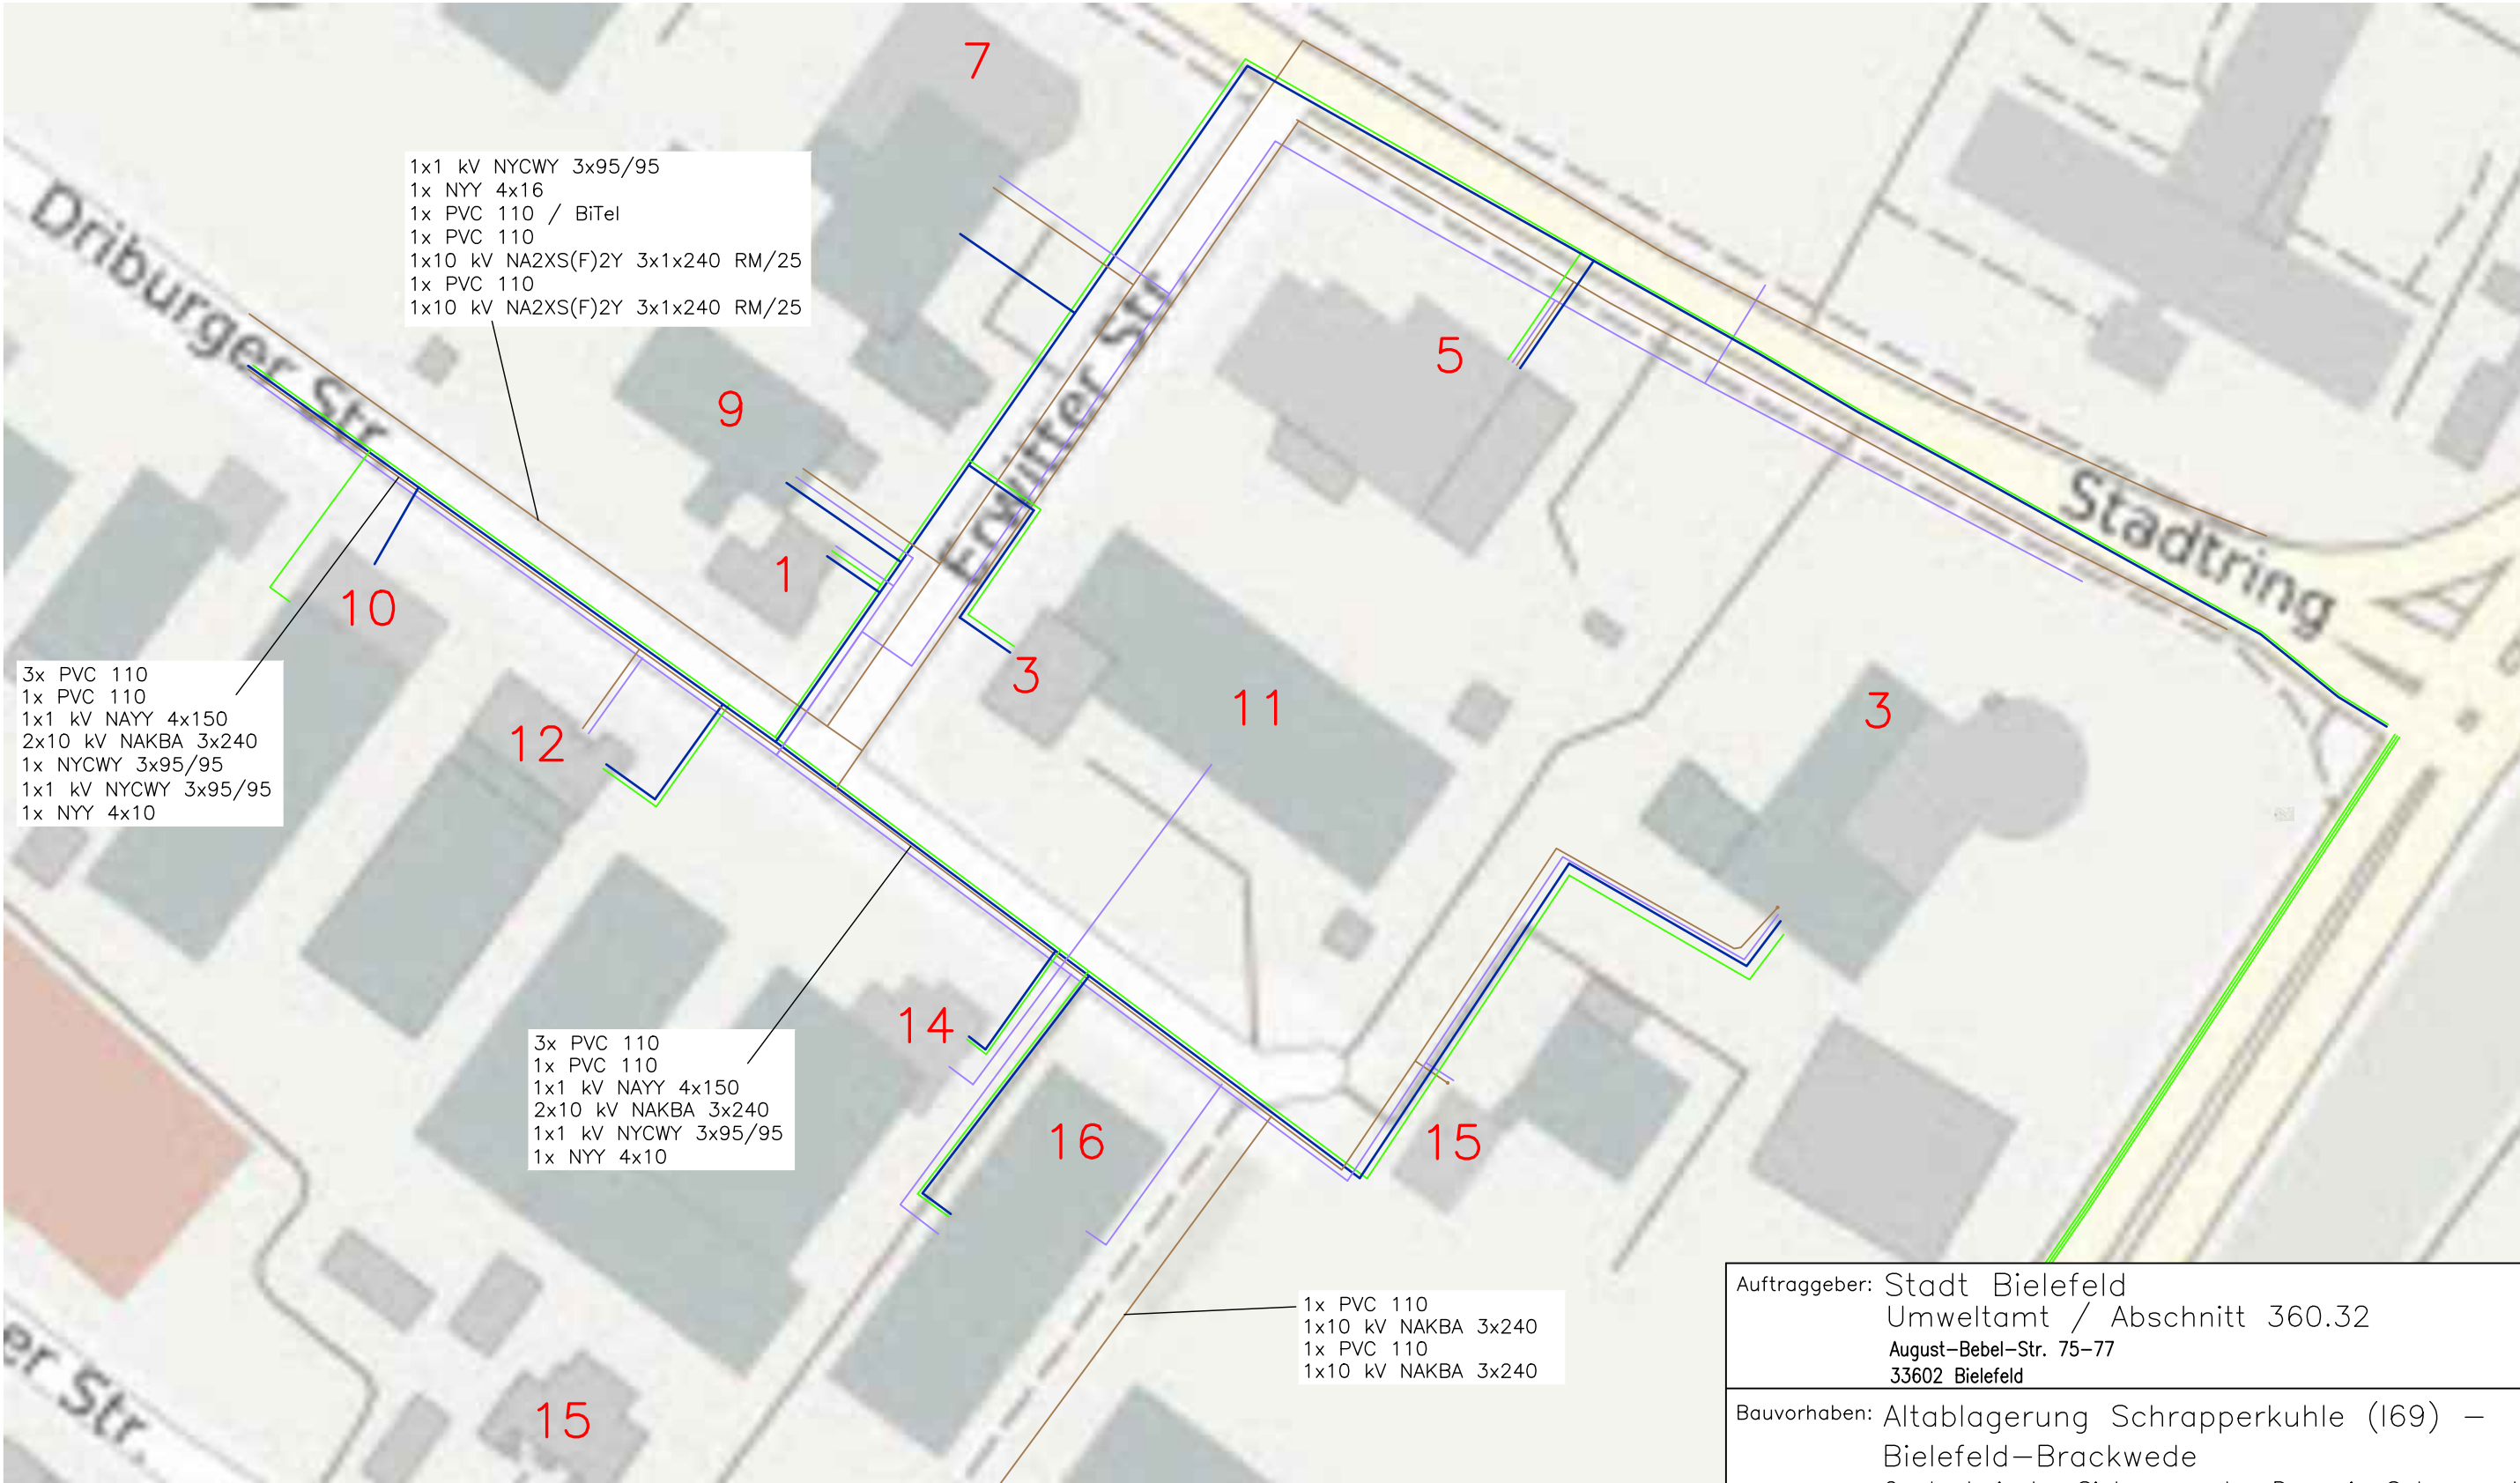 7
1x1 kV NYCWY 3x95/95
1x NYY 4x16
1x PVC 110 / BiTel
1x PVC 110
1x10 kV NA2XS(F)2Y 3x1x240 RM/25
1x PVC 110
1x10 kV NA2XS(F)2Y 3x1x240 RM/25
Driburger Str.
Erwitter Str.
5
9
Stadtring
1
10
3
11
3
12
3x PVC 110
1x PVC 110
1x1 kV NAYY 4x150
2x10 kV NAKBA 3x240
1x NYCWY 3x95/95
1x1 kV NYCWY 3x95/95
1x NYY 4x10
14
16
15
3x PVC 110
1x PVC 110
1x1 kV NAYY 4x150
2x10 kV NAKBA 3x240
1x1 kV NYCWY 3x95/95
1x NYY 4x10
1x PVC 110
1x10 kV NAKBA 3x240
1x PVC 110
1x10 kV NAKBA 3x240
er Str.
15
Auftraggeber: Stadt Bielefeld
Umweltamt / Abschnitt 360.32
August-Bebel-Str. 75-77
33602 Bielefeld
Bauvorhaben: Altablagerung Schrapperkuhle (I69) -
Bielefeld-Brackwede